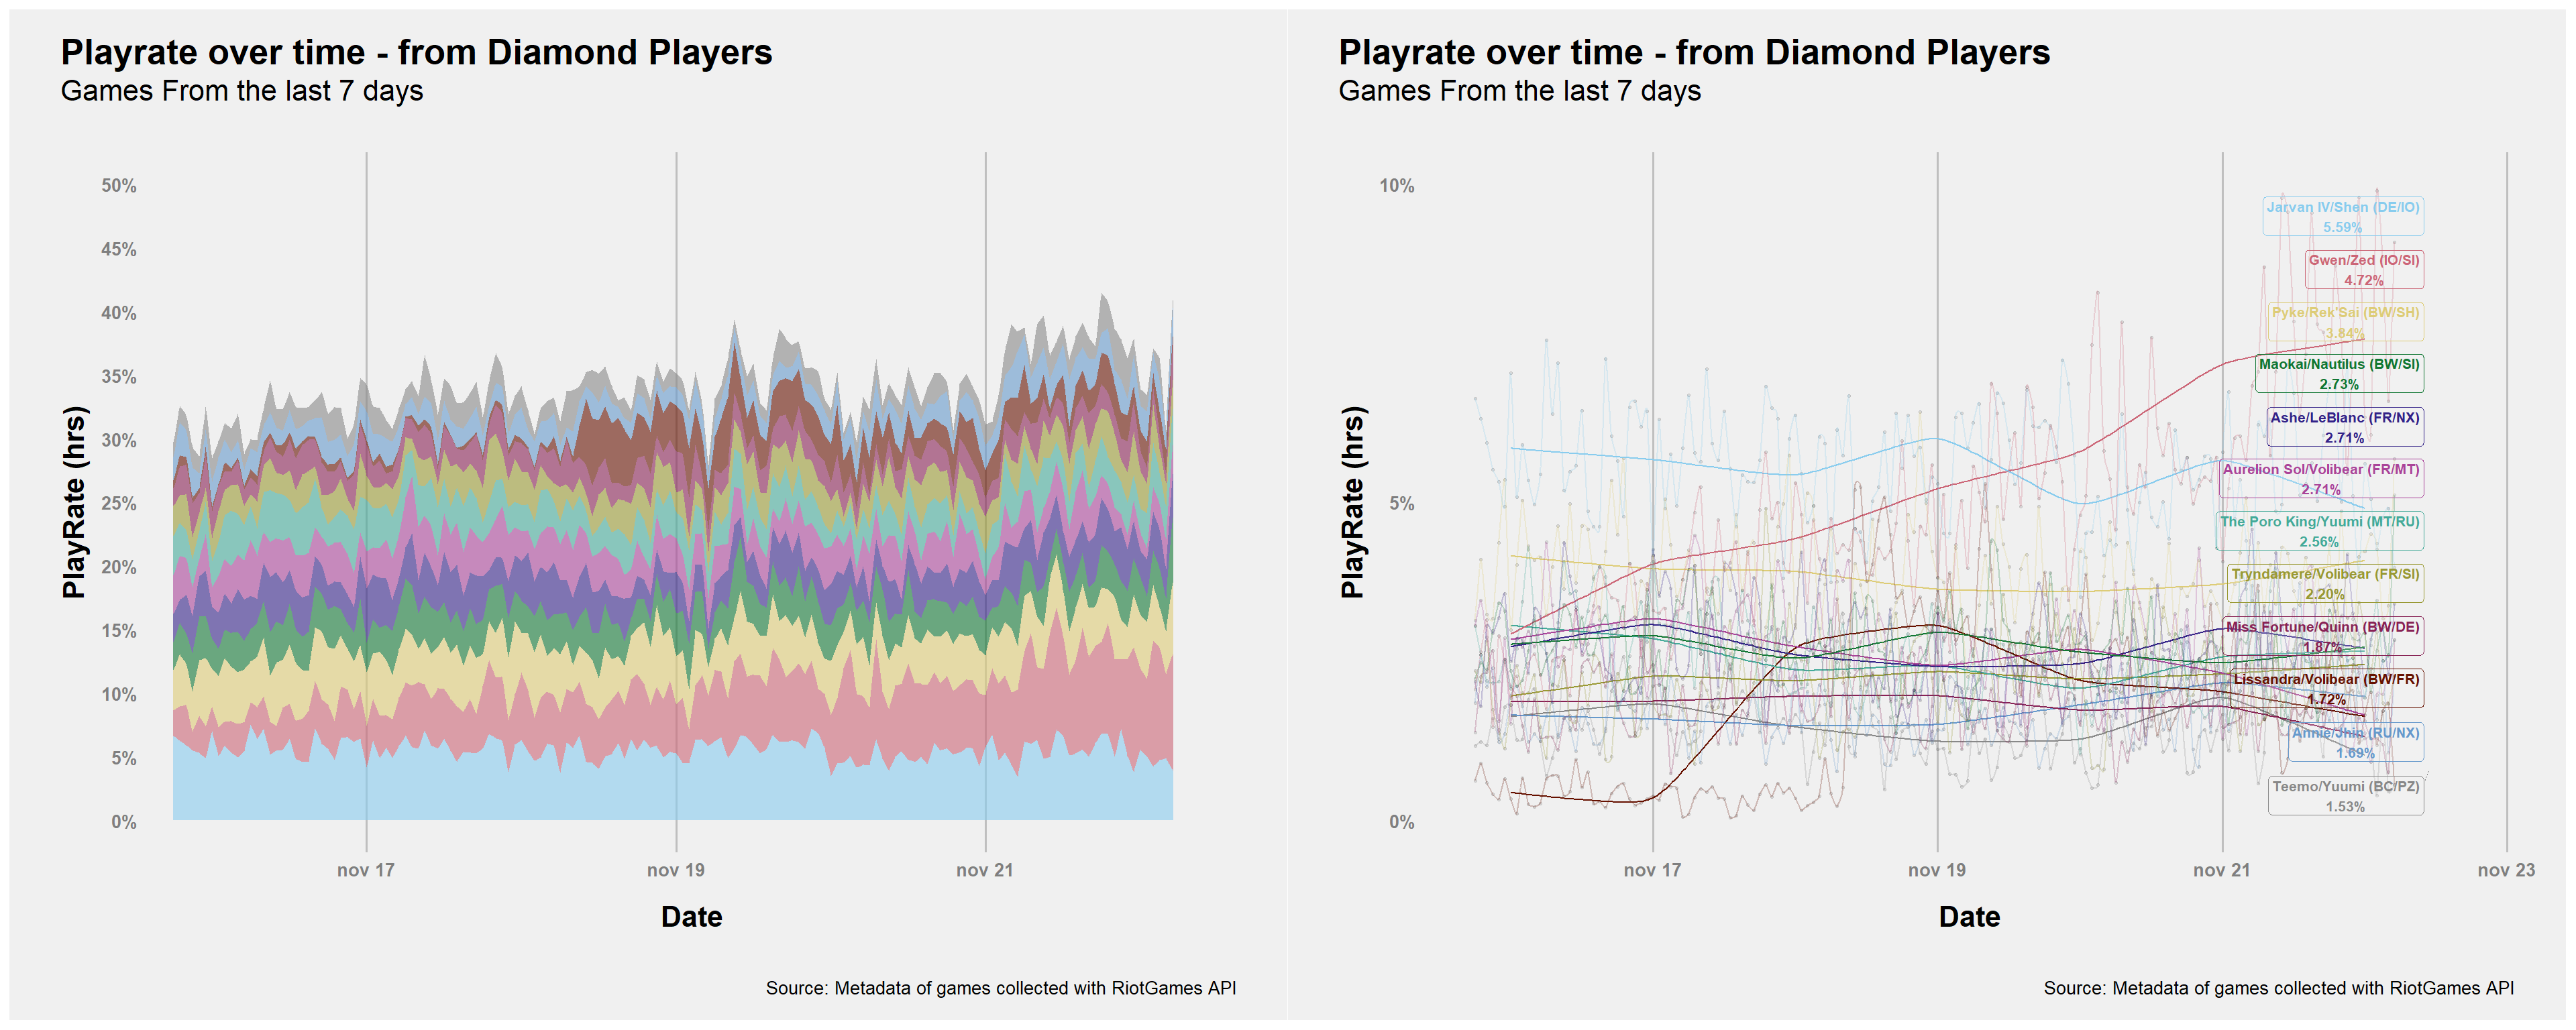 Playrate over time - from Diamond Players
Games From the last 7 days
PlayRate (hrs)
50%
45%
40%
35%
30%
25%
20%
15%
10%
5%
0%
nov 17
nov 19
nov 21
Date
Source: Metadata of games collected with RiotGames API
Playrate over time - from Diamond Players
Games From the last 7 days
PlayRate (hrs)
10%
5%
0%
Jarvan IV/Shen (DE/IO)
5.59%
Gwen/Zed (IO/SI)
4.72%
Pyke/Rek'Sai (BW/SH)
3.84%
Maokai/Nautilus (BW/SI)
2.73%
Ashe/LeBlanc (FR/NX)
2.71%
Aurelion Sol/Volibear (FR/MT)
2.71%
The Poro King/Yuumi (MT/RU)
2.56%
Tryndamere/Volibear (FR/SI)
2.20%
Miss Fortune/Quinn (BW/DE)
1.87%
Lissandra/Volibear (BW/FR)
1.72%
Annie/Jhin (RU/NX)
1.69%
Teemo/Yuumi (BC/PZ)
1.53%
nov 17
nov 19
nov 21
nov 23
Date
Source: Metadata of games collected with RiotGames API